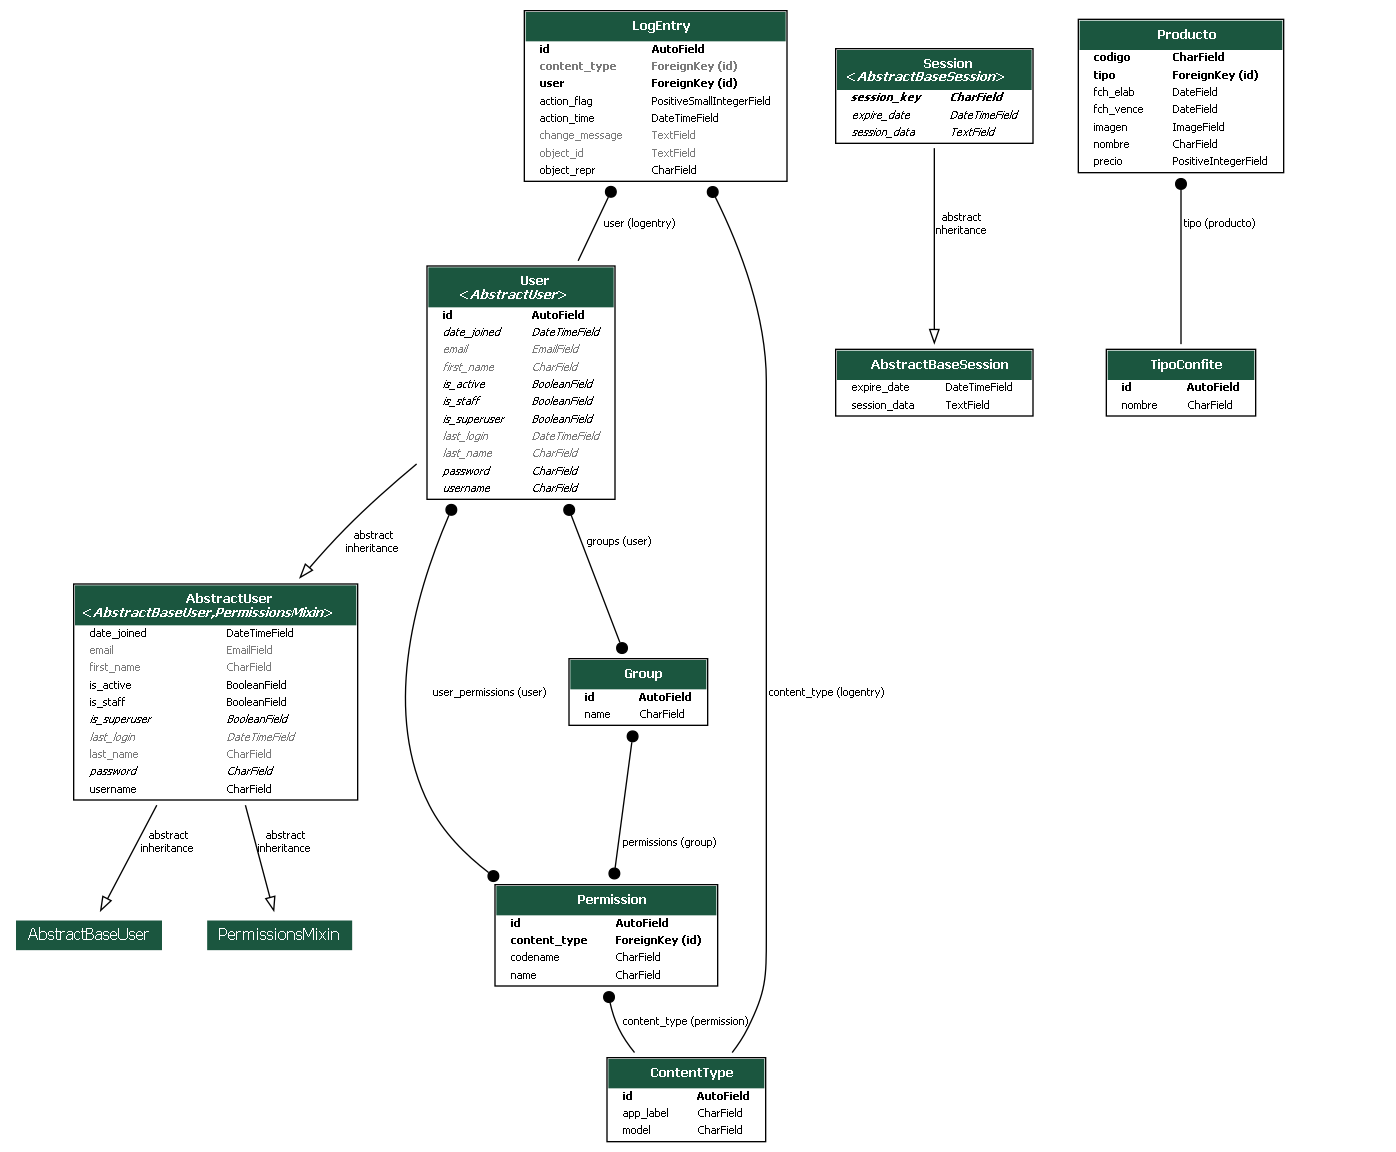 LogEntry
id AutoField
content_type ForeignKey (id)
user ForeignKey (id)
action_flag PositiveSmallIntegerField
action_time DateTimeField
change_message TextField
object_id TextField
object_repr CharField
user (logentry)
Session
<AbstractBaseSession>
session_key CharField
expire_date DateTimeField
session_data TextField
abstract
nheritance
Producto
codigo CharField
tipo ForeignKey (id)
fch_elab DateField
fch_vence DateField
imagen ImageField
nombre CharField
precio PositiveIntegerField
tipo (producto)
User
<AbstractUser>
id AutoField
date_joined DateTimeField
email EmailField
first_name CharField
is_active BooleanField
is_staff BooleanField
is_superuser BooleanField
last_login DateTimeField
last_name CharField
password CharField
username CharField
AbstractBaseSession
expire_date DateTimeField
session_data TextField
TipoConfite
id AutoField
nombre CharField
abstract
inheritance
groups (user)
AbstractUser
<AbstractBaseUser,PermissionsMixin>
date_joined DateTimeField
email EmailField
first_name CharField
is_active BooleanField
is_staff BooleanField
is_superuser BooleanField
last_login DateTimeField
last_name CharField
password CharField
username CharField
user_permissions (user)
Group
id AutoField
name CharField
content_type (logentry)
abstract
inheritance
abstract
inheritance
permissions (group)
AbstractBaseUser
PermissionsMixin
Permission
id AutoField
content_type ForeignKey (id)
codename CharField
name CharField
content_type (permission)
ContentType
id AutoField
app_label CharField
model CharField